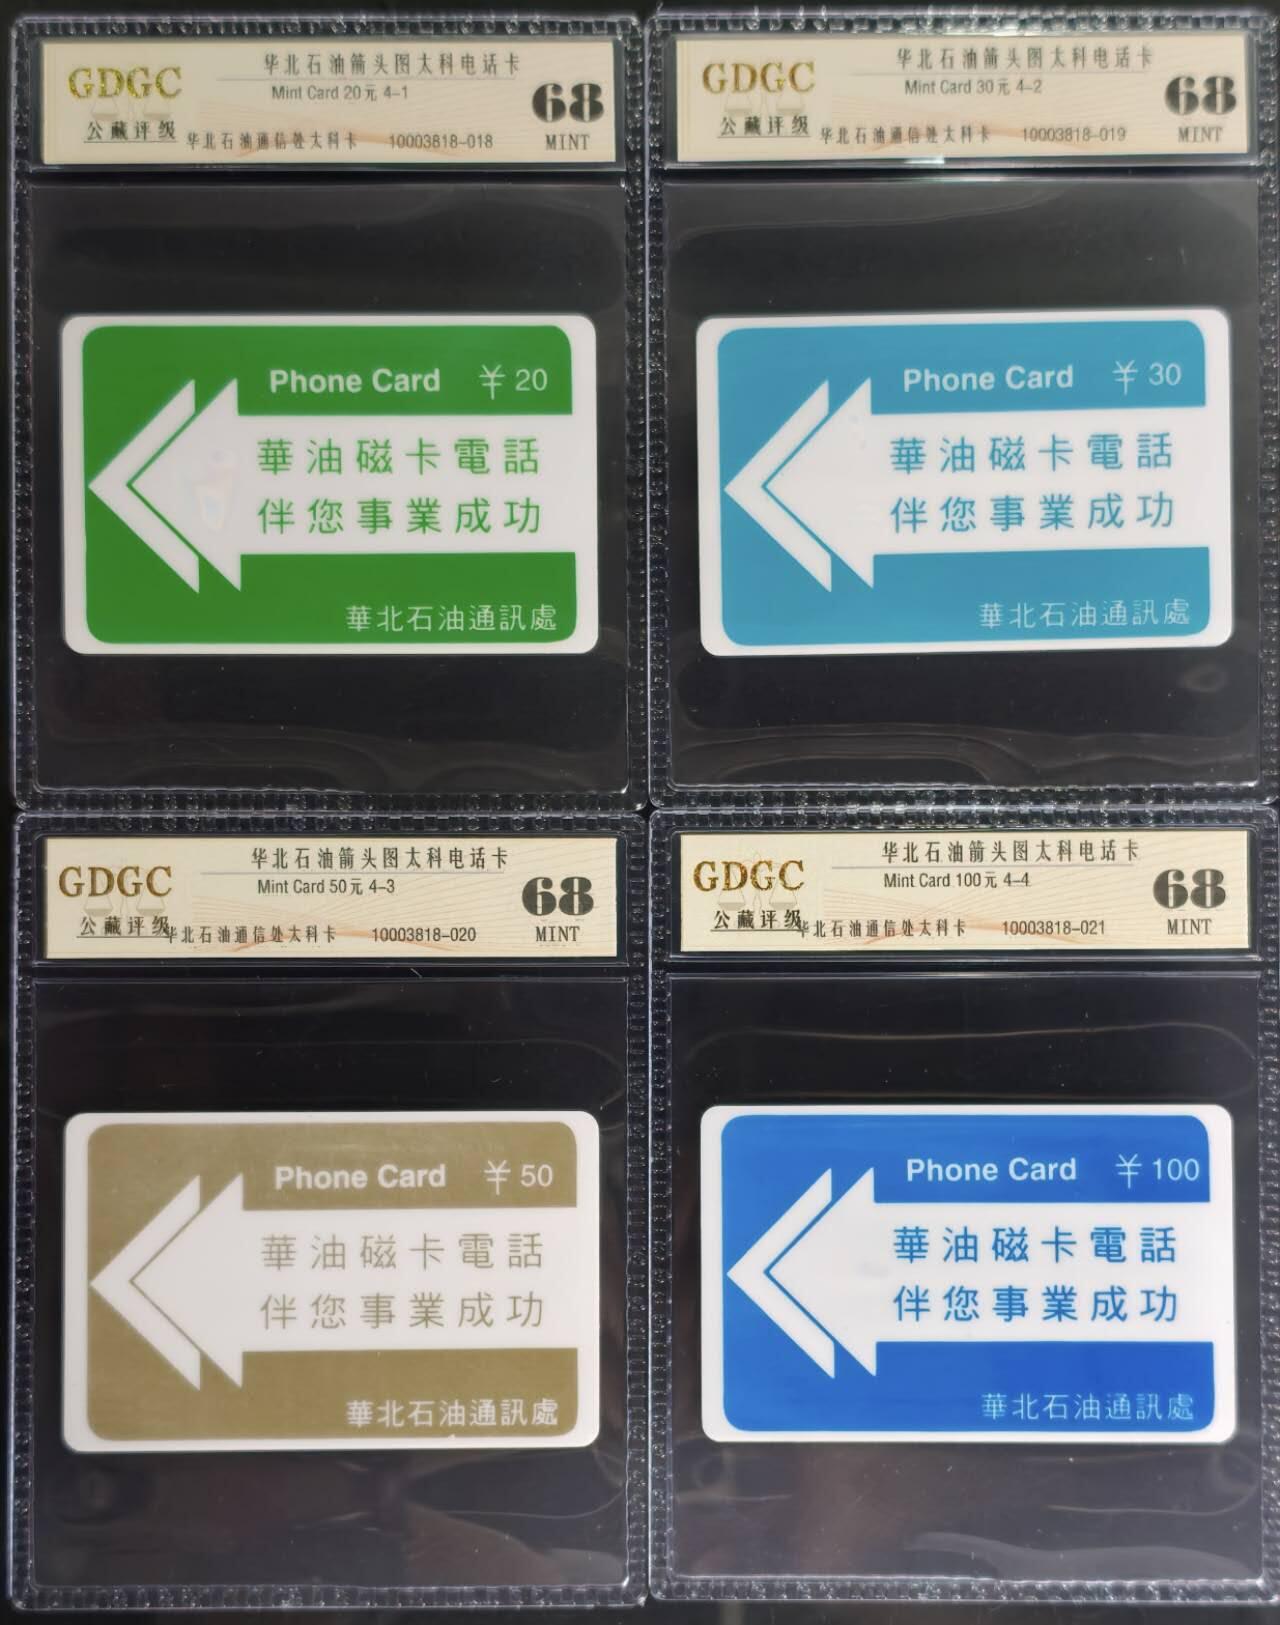 华北石油箭头图太科电话卡
GDGC
Mint Card 20元 4-1
68
公藏评级
华北石油通信处太科卡 10003818-018
MINT
Phone Card ¥ 20
華油磁卡電話
伴您事業成功
華北石油通訊處
华北石油箭头图太科电话卡
GDGC
Mint Card 30元 4-2
68
公藏评级
华北石油通信处太科卡 10003818-019
MINT
Phone Card ¥ 30
華油磁卡電話
伴您事業成功
華北石油通訊處
华北石油箭头图太科电话卡
GDGC
Mint Card 50元 4-3
68
公藏评级
华北石油通信处太科卡 10003818-020
MINT
Phone Card ¥ 50
華油磁卡電話
伴您事業成功
華北石油通訊處
华北石油箭头图太科电话卡
GDGC
Mint Card 100元 4-4
68
公藏评级
华北石油通信处太科卡 10003818-021
MINT
Phone Card ¥ 100
華油磁卡電話
伴您事業成功
華北石油通訊處